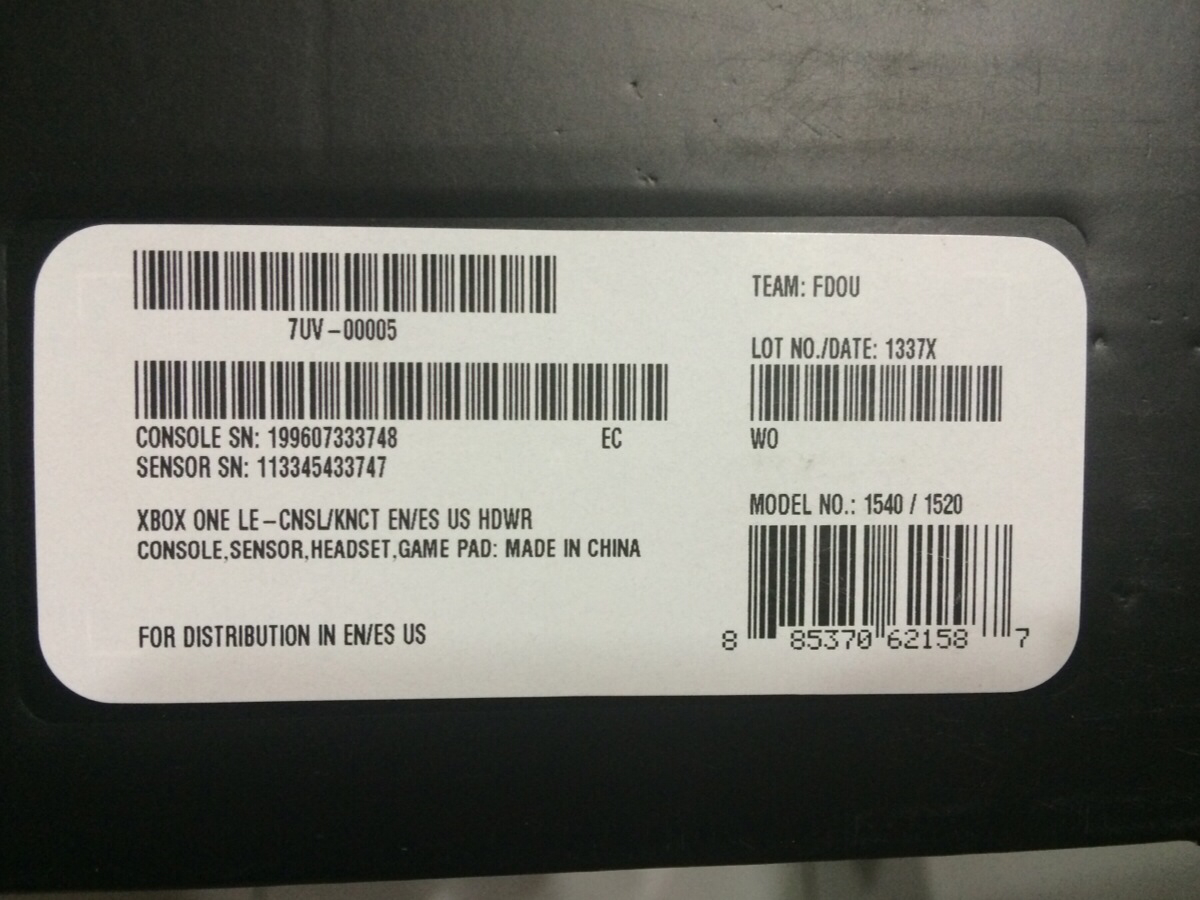 7UV-00005
CONSOLE SN: 199607333748 EC
SENSOR SN: 113345433747
XBOX ONE LE-CNSL/KNCT EN/ES US HDWR
CONSOLE,SENSOR,HEADSET,GAME PAD: MADE IN CHINA
FOR DISTRIBUTION IN EN/ES US
TEAM: FDOU
LOT NO./DATE: 1337X
WO
MODEL NO.: 1540 / 1520
8 85370 62158 7